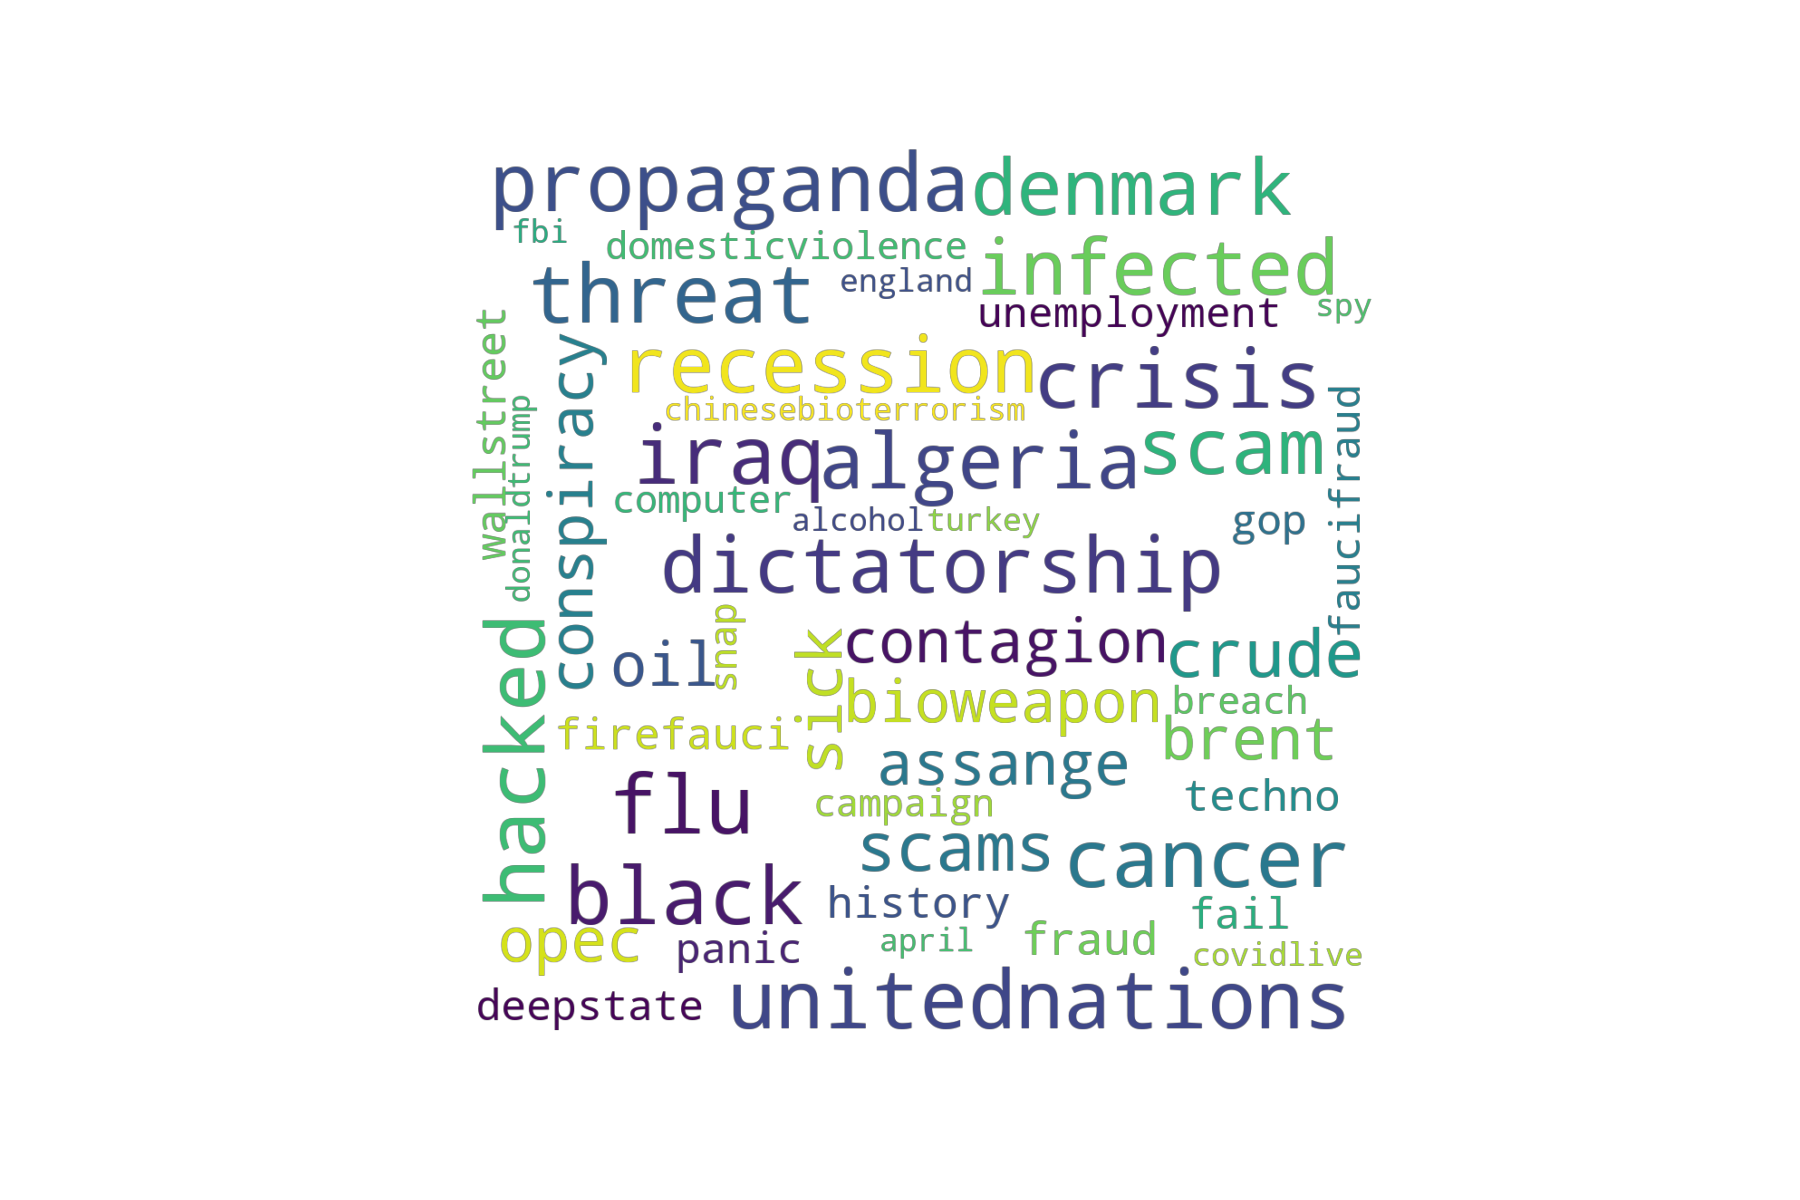 propaganda
denmark
fbi
domesticviolence
infected
threat
england
unemployment
spy
wallstreet
conspiracy
recession
crisis
donaldtrump
chinesebioterrorism
faucifraud
iraq
algeria
scam
computer
alcohol
turkey
gop
dictatorship
hacked
oil
snap
sick
contagion
crude
bioweapon
breach
firefauci
brent
assange
flu
campaign
techno
scams
cancer
black
history
fail
opec
panic
april
fraud
covidlive
deepstate
unitednations